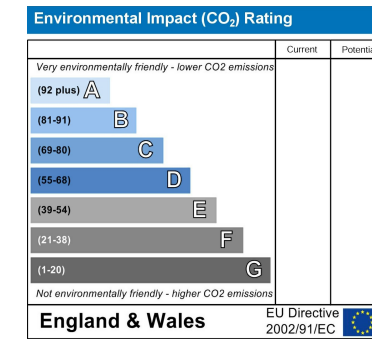 Environmental Impact (CO₂) Rating
Current Potentia
Very environmentally friendly - lower CO2 emissions
(92 plus) A
(81-91) B
(69-80) C
(55-68) D
(39-54) E
(21-38) F
(1-20) G
Not environmentally friendly - higher CO2 emissions
England & Wales
EU Directive
2002/91/EC